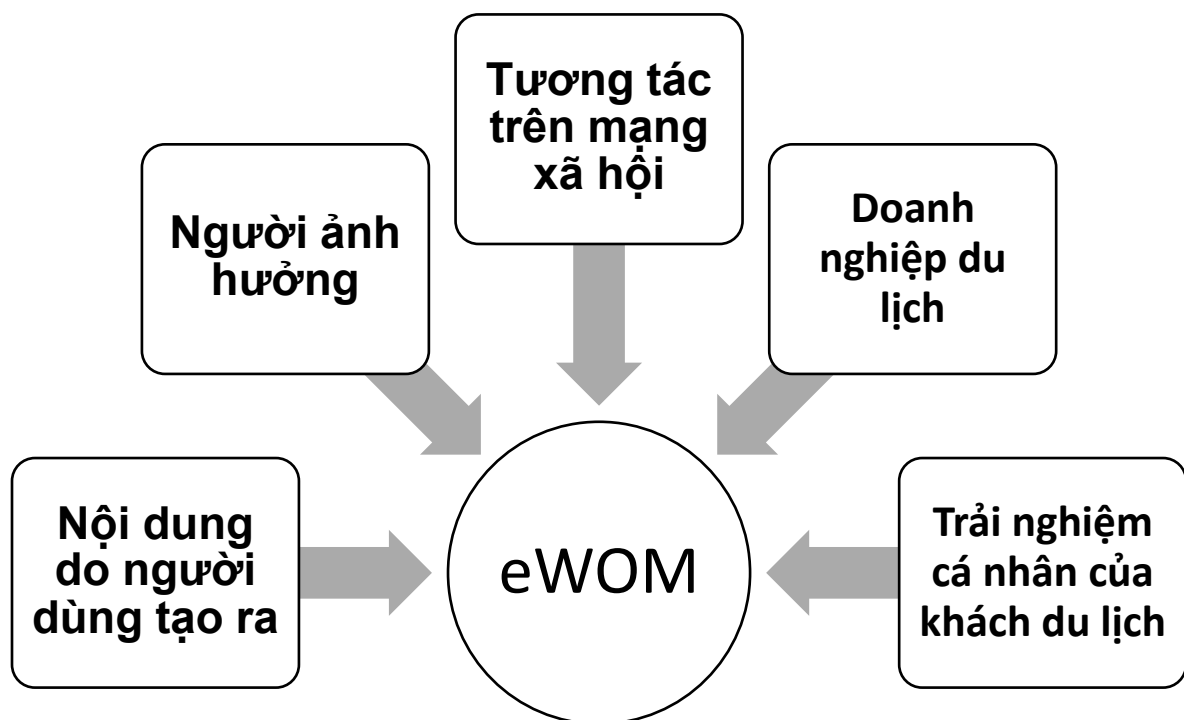 Tương tác
trên mạng
xã hội
Người ảnh
hưởng
Doanh
nghiệp du
lịch
Nội dung
do người
dùng tạo ra
eWOM
Trải nghiệm
cá nhân của
khách du lịch